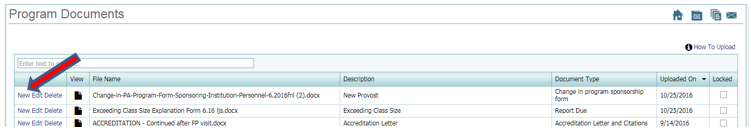 Program Documents
How To Upload
Enter text to
View File Name Description Document Type Uploaded On Locked
New Edit Delete Change-in-PA-Program-Form-Sponsoring-Institution-Personnel-6.2016fnl (2).docx New Provost Change in program sponsorship form 10/25/2016
New Edit Delete Exceeding Class Size Explanation Form 6.16 ljs.docx Exceeding Class Size Report Due 10/25/2016
New Edit Delete ACCREDITATION - Continued after FP visit.docx Accreditation Letter Accreditation Letter and Citations 9/14/2016